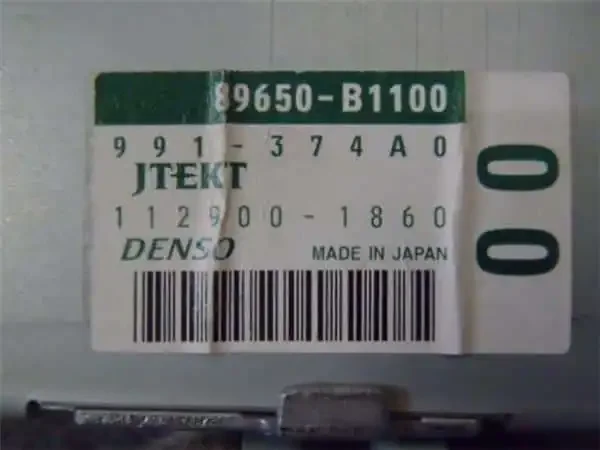 89650-B1100
991-374A0
JTEKT
112900-1860
DENSO MADE IN JAPAN
00